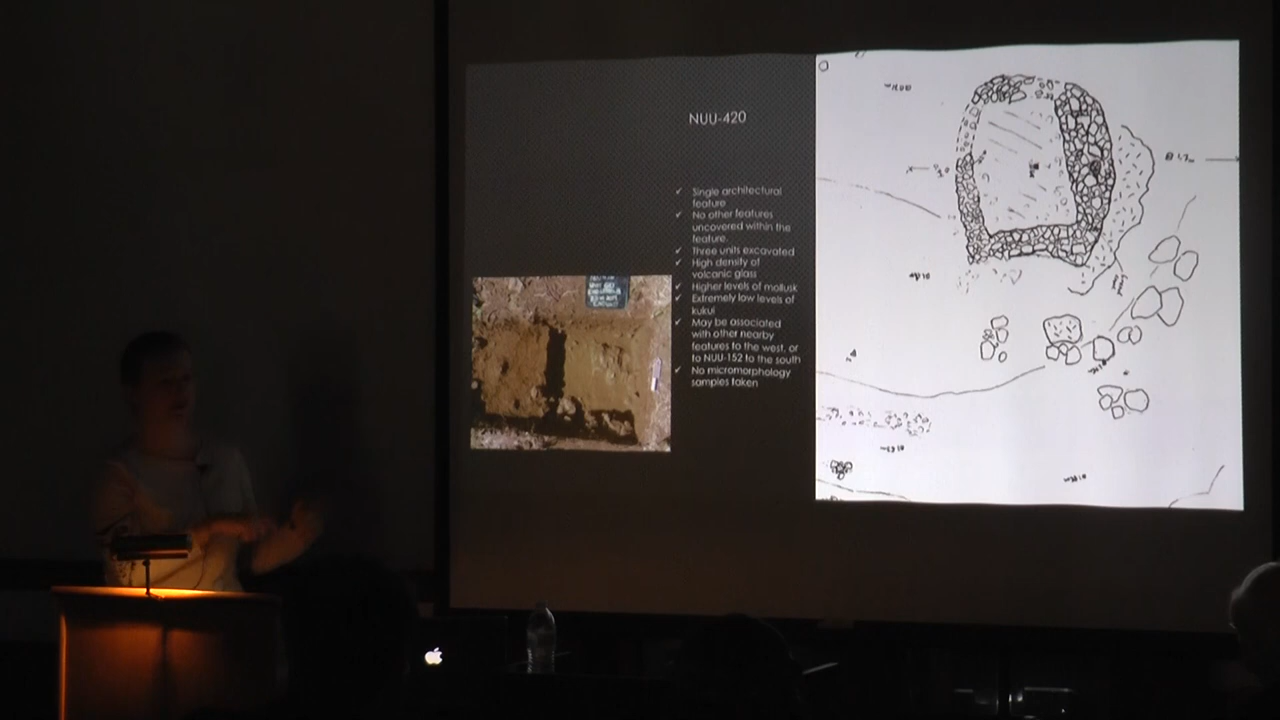 NUU-420
✓ Single architectural
feature
✓ No other features
uncovered within the
feature.
✓ Three units excavated
✓ High density of
volcanic glass
✓ Higher levels of mollusk
✓ Extremely low levels of
kukui
✓ May be associated
with other nearby
features to the west, or
to NUU-152 to the south
✓ No micromorphology
samples taken